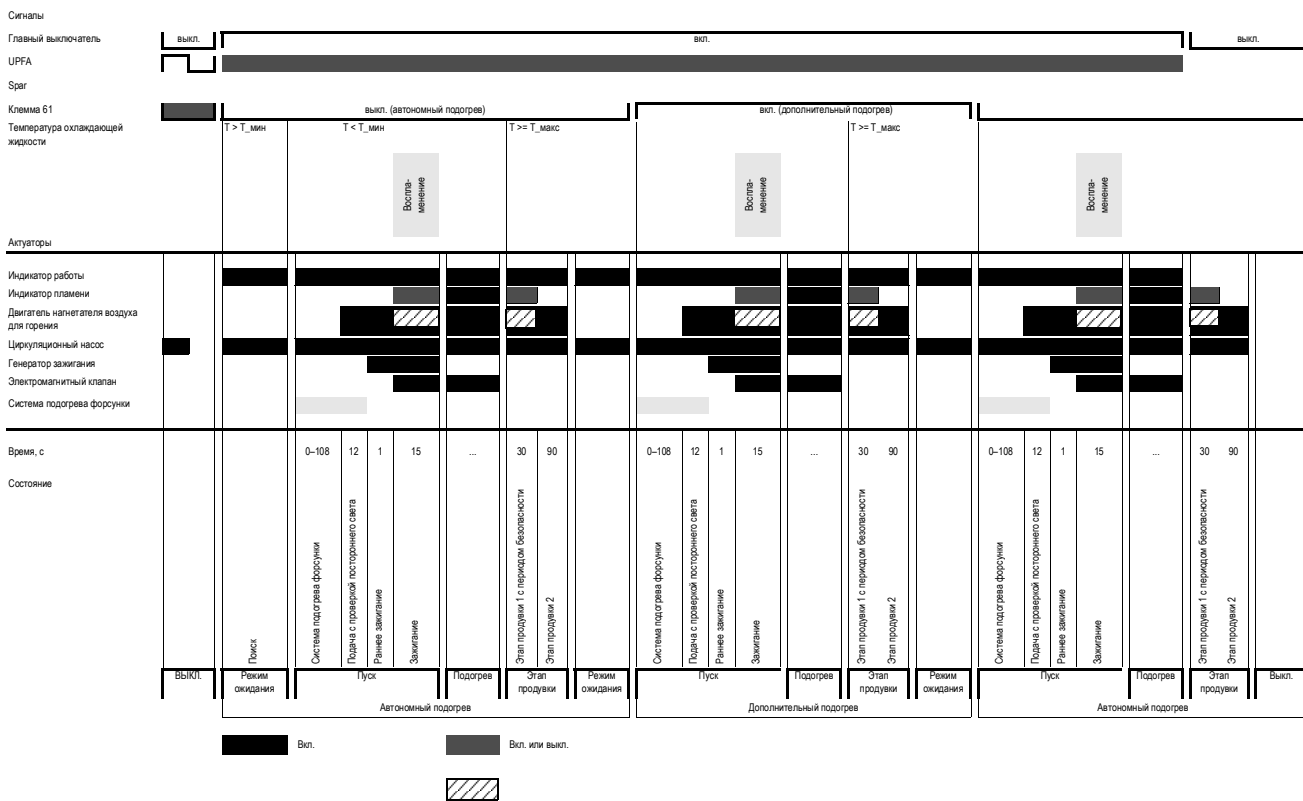 Сигналы
Главный выключатель
выкл.
вкл.
выкл.
UPFA
Spar
Клемма 61
выкл. (автономный подогрев)
вкл. (дополнительный подогрев)
Температура охлаждающей
жидкости
T > T_мин
T < T_мин
T >= T_макс
T >= T_макс
Воспла-
менение
Воспла-
менение
Воспла-
менение
Актуаторы
Индикатор работы
Индикатор пламени
Двигатель нагнетателя воздуха
для горения
Циркуляционный насос
Генератор зажигания
Электромагнитный клапан
Система подогрева форсунки
Время, с
0–108 12 1 15 ... 30 90 0–108 12 1 15 ... 30 90 0–108 12 1 15 ... 30 90
Состояние
Поиск
Система подогрева форсунки
Подача с проверкой постороннего света
Раннее зажигание
Зажигание
Этап продувки 1 с периодом безопасности
Этап продувки 2
Система подогрева форсунки
Подача с проверкой постороннего света
Раннее зажигание
Зажигание
Этап продувки 1 с периодом безопасности
Этап продувки 2
Система подогрева форсунки
Подача с проверкой постороннего света
Раннее зажигание
Зажигание
Этап продувки 1 с периодом безопасности
Этап продувки 2
ВЫКЛ.
Режим
ожидания
Пуск
Подогрев
Этап
продувки
Режим
ожидания
Пуск
Подогрев
Этап
продувки
Режим
ожидания
Пуск
Подогрев
Этап
продувки
Выкл.
Автономный подогрев
Дополнительный подогрев
Автономный подогрев
Вкл.
Вкл. или выкл.